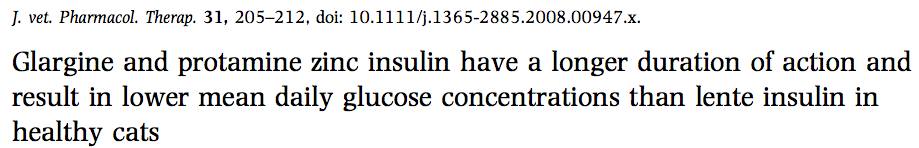 J. vet. Pharmacol. Therap. 31, 205–212, doi: 10.1111/j.1365-2885.2008.00947.x.
Glargine and protamine zinc insulin have a longer duration of action and
result in lower mean daily glucose concentrations than lente insulin in
healthy cats